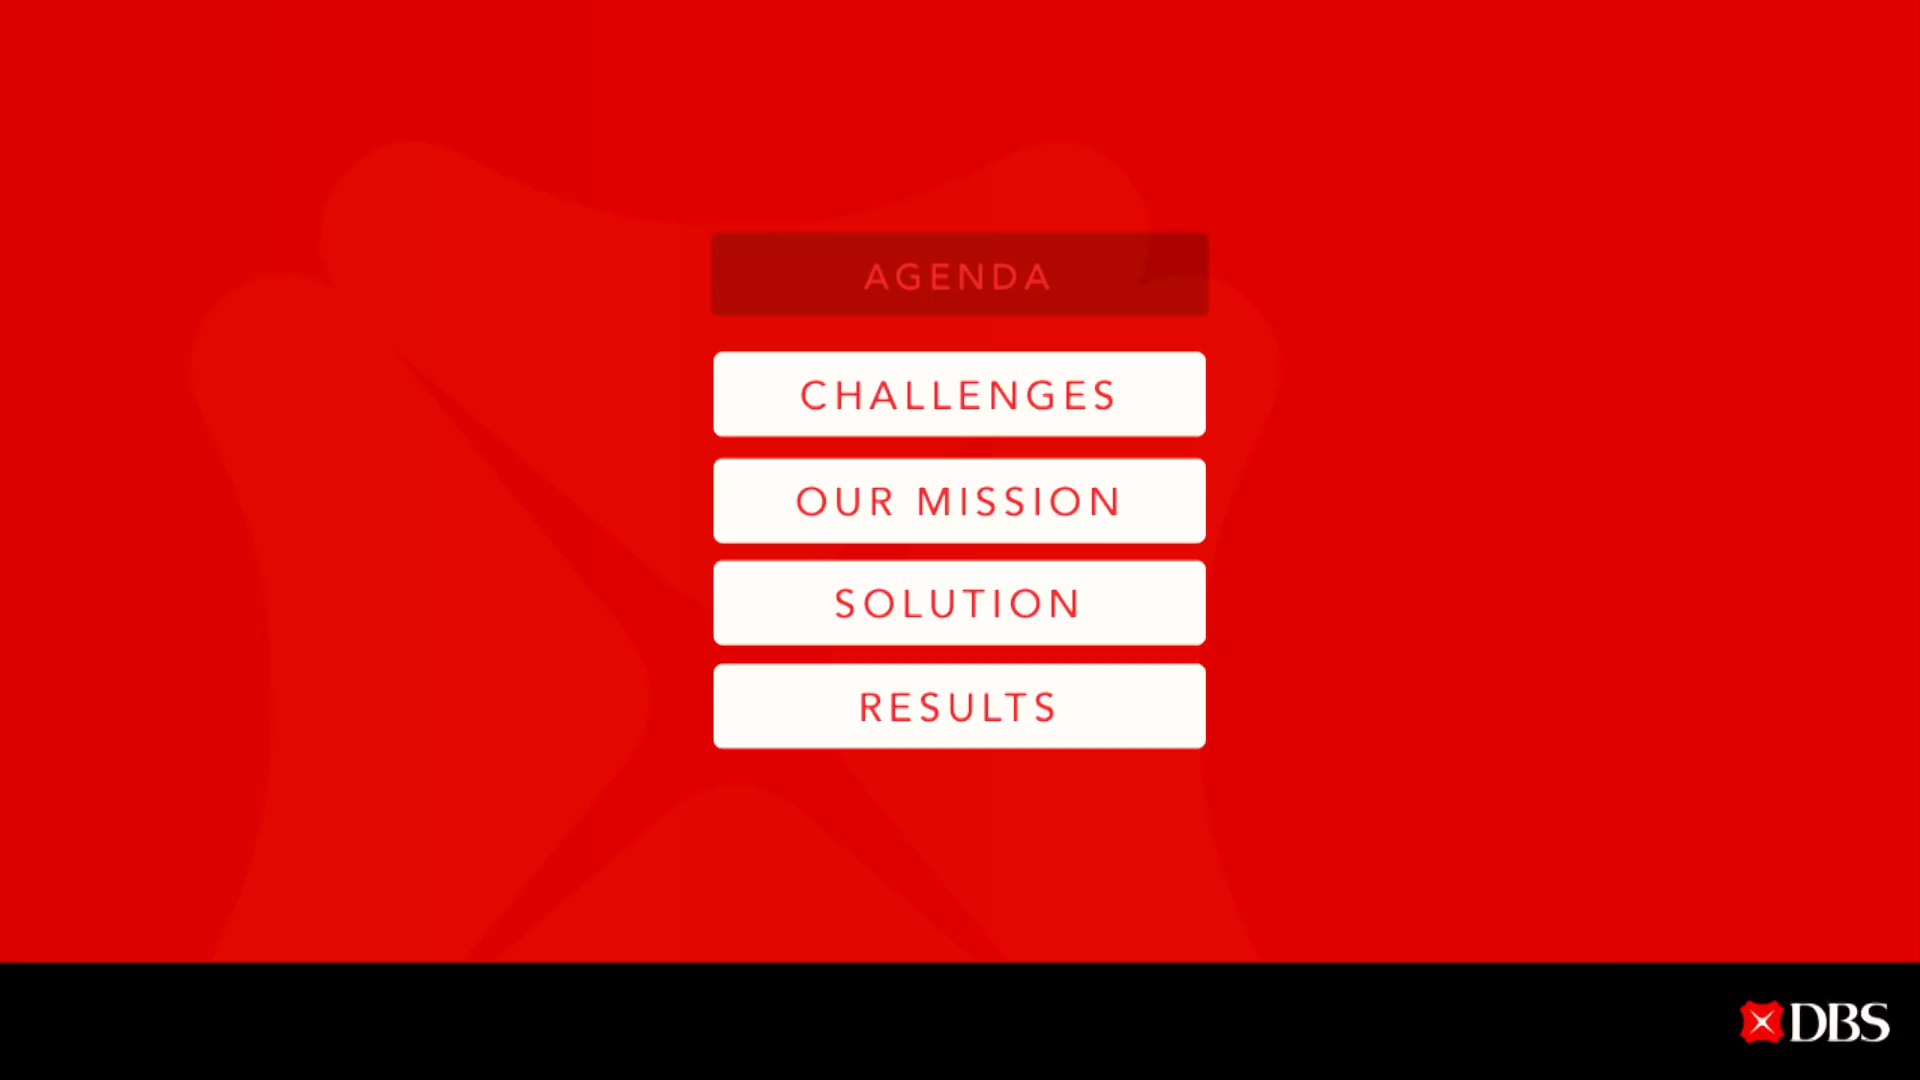 AGENDA
CHALLENGES
OUR MISSION
SOLUTION
RESULTS
DBS